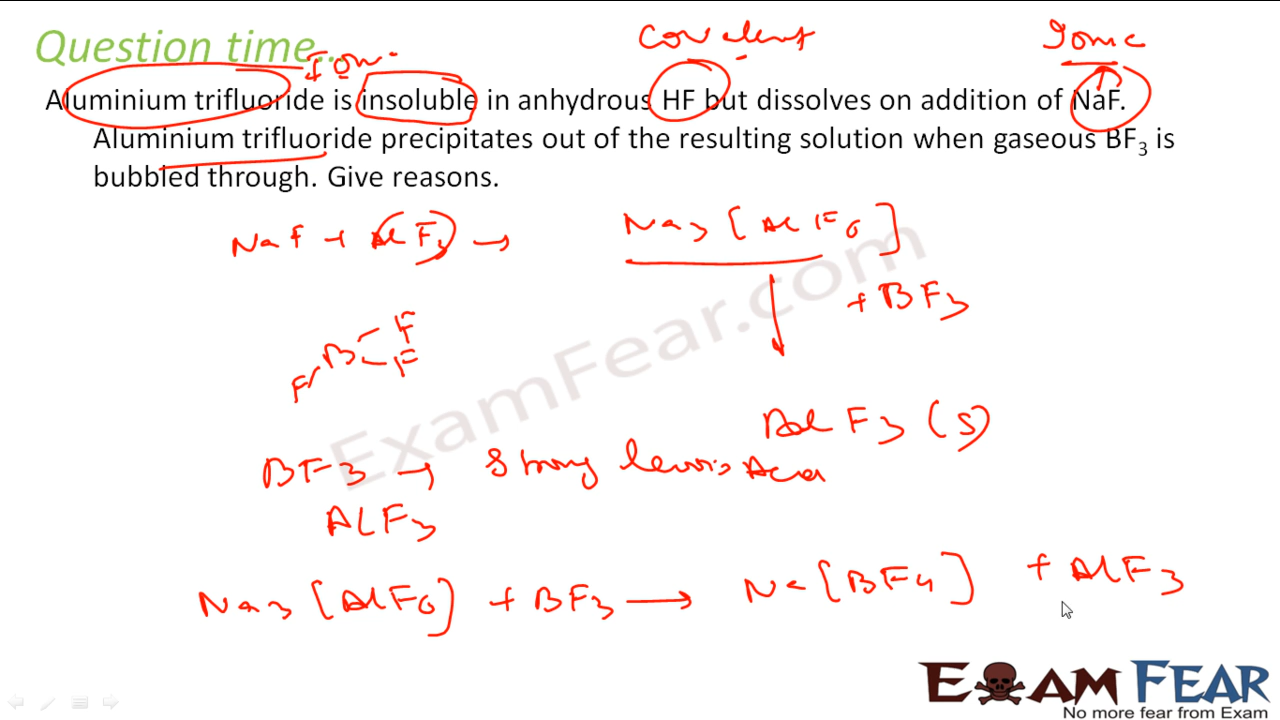 Question time...
Ion.
Covalent
Ionic
Aluminium trifluoride is insoluble in anhydrous HF but dissolves on addition of NaF.
Aluminium trifluoride precipitates out of the resulting solution when gaseous BF₃ is
bubbled through. Give reasons.
NaF + AlF₃ →
Na₃[AlF₆]
+ BF₃
B F F F
AlF₃(s)
BF₃ → Strong lewis Acid
AlF₃
Na₃[AlF₆] + BF₃ → Na[BF₄] + AlF₃
ExamFear.com
EXAM FEAR
No more fear from Exam